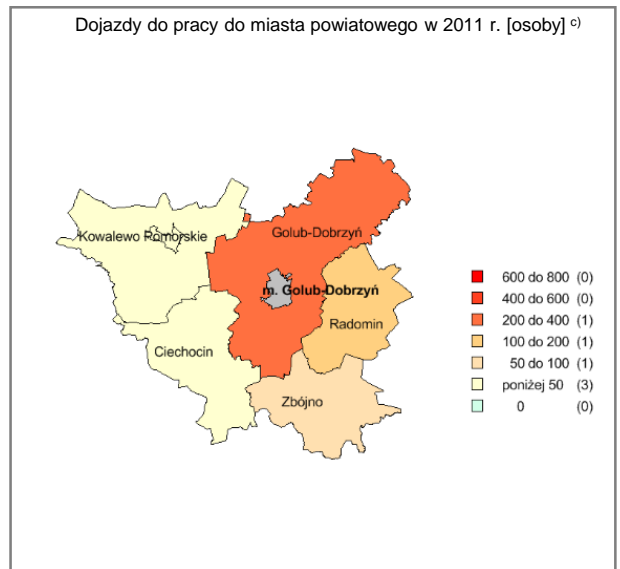 Dojazdy do pracy do miasta powiatowego w 2011 r. [osoby] c)
Kowalewo Pomorskie
Golub-Dobrzyń
m. Golub-Dobrzyń
Radomin
Ciechocin
Zbójno
600 do 800 (0)
400 do 600 (0)
200 do 400 (1)
100 do 200 (1)
50 do 100 (1)
poniżej 50 (3)
0 (0)